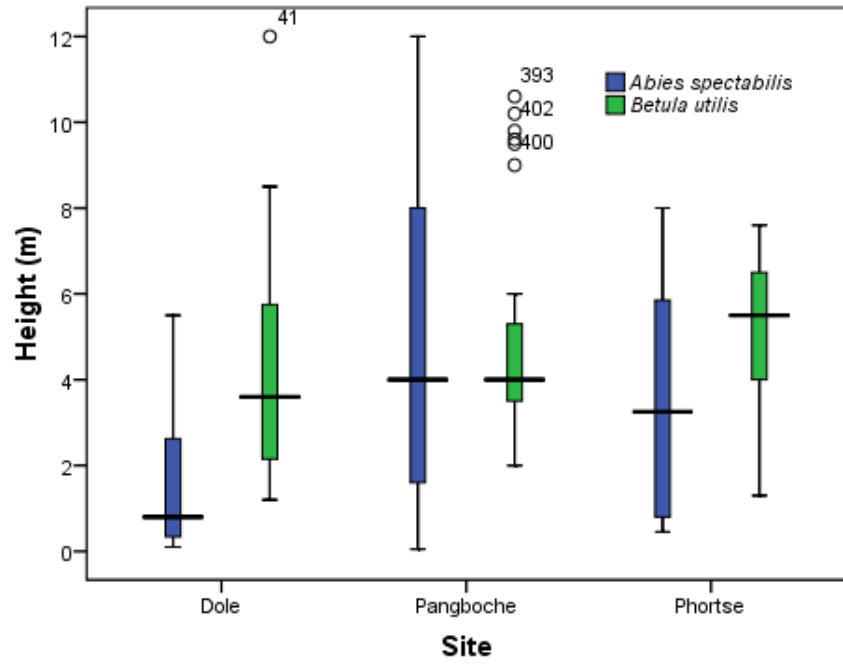 41
12
393
Abies spectabilis
402
Betula utilis
10
400
8
6
4
2
0
Height (m)
Dole
Pangboche
Phortse
Site